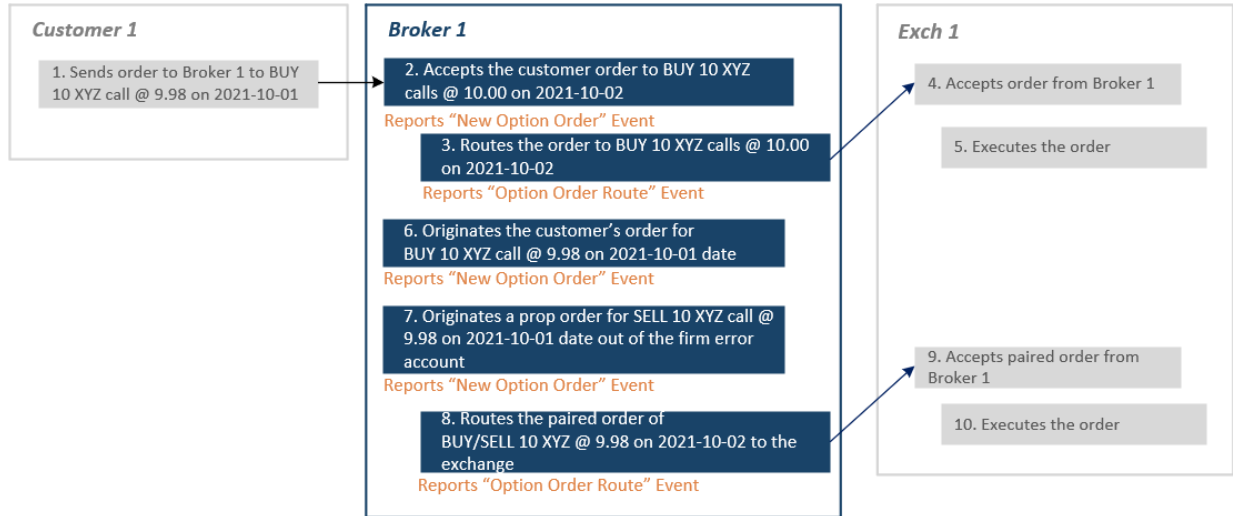 Customer 1
1. Sends order to Broker 1 to BUY
10 XYZ call @ 9.98 on 2021-10-01
Broker 1
2. Accepts the customer order to BUY 10 XYZ
calls @ 10.00 on 2021-10-02
Reports “New Option Order” Event
3. Routes the order to BUY 10 XYZ calls @ 10.00
on 2021-10-02
Reports “Option Order Route” Event
Exch 1
4. Accepts order from Broker 1
5. Executes the order
6. Originates the customer’s order for
BUY 10 XYZ call @ 9.98 on 2021-10-01 date
Reports “New Option Order” Event
7. Originates a prop order for SELL 10 XYZ call @
9.98 on 2021-10-01 date out of the firm error
account
Reports “New Option Order” Event
8. Routes the paired order of
BUY/SELL 10 XYZ @ 9.98 on 2021-10-02 to the
exchange
Reports “Option Order Route” Event
9. Accepts paired order from
Broker 1
10. Executes the order